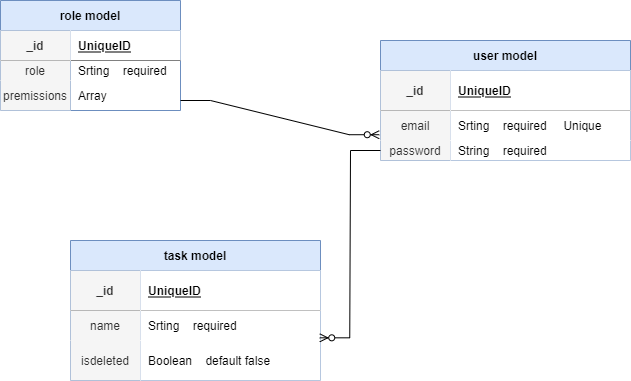 role model
_id UniqueID
role Srting required
premissions Array
user model
_id UniqueID
email Srting required Unique
password String required
task model
_id UniqueID
name Srting required
isdeleted Boolean default false